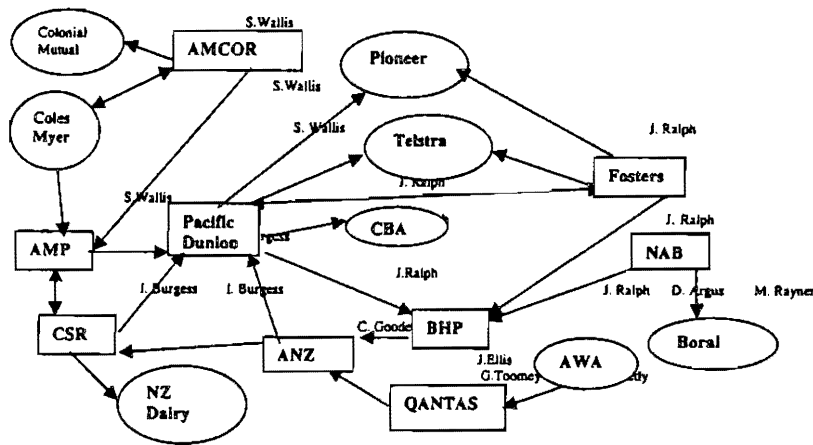 S.Wallis
Colonial
Mutual
AMCOR
Pioneer
S.Wallis
Coles
Myer
S. Wallis
J. Ralph
Telstra
J. Ralph
Fosters
S.Wallis
Pacific
Dunlop
CBA
J. Ralph
AMP
NAB
J.Ralph
I. Burgess
I. Burgess
J. Ralph
D. Argus
M. Rayner
CSR
C. Goode
BHP
Boral
ANZ
J.Ellis
AWA
G.Toomey
NZ
Dairy
QANTAS